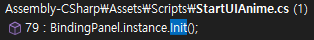 Assembly-CSharp₩Assets₩Scripts₩StartUIAnime.cs (1)
79 : BindingPanel.instance.Init();